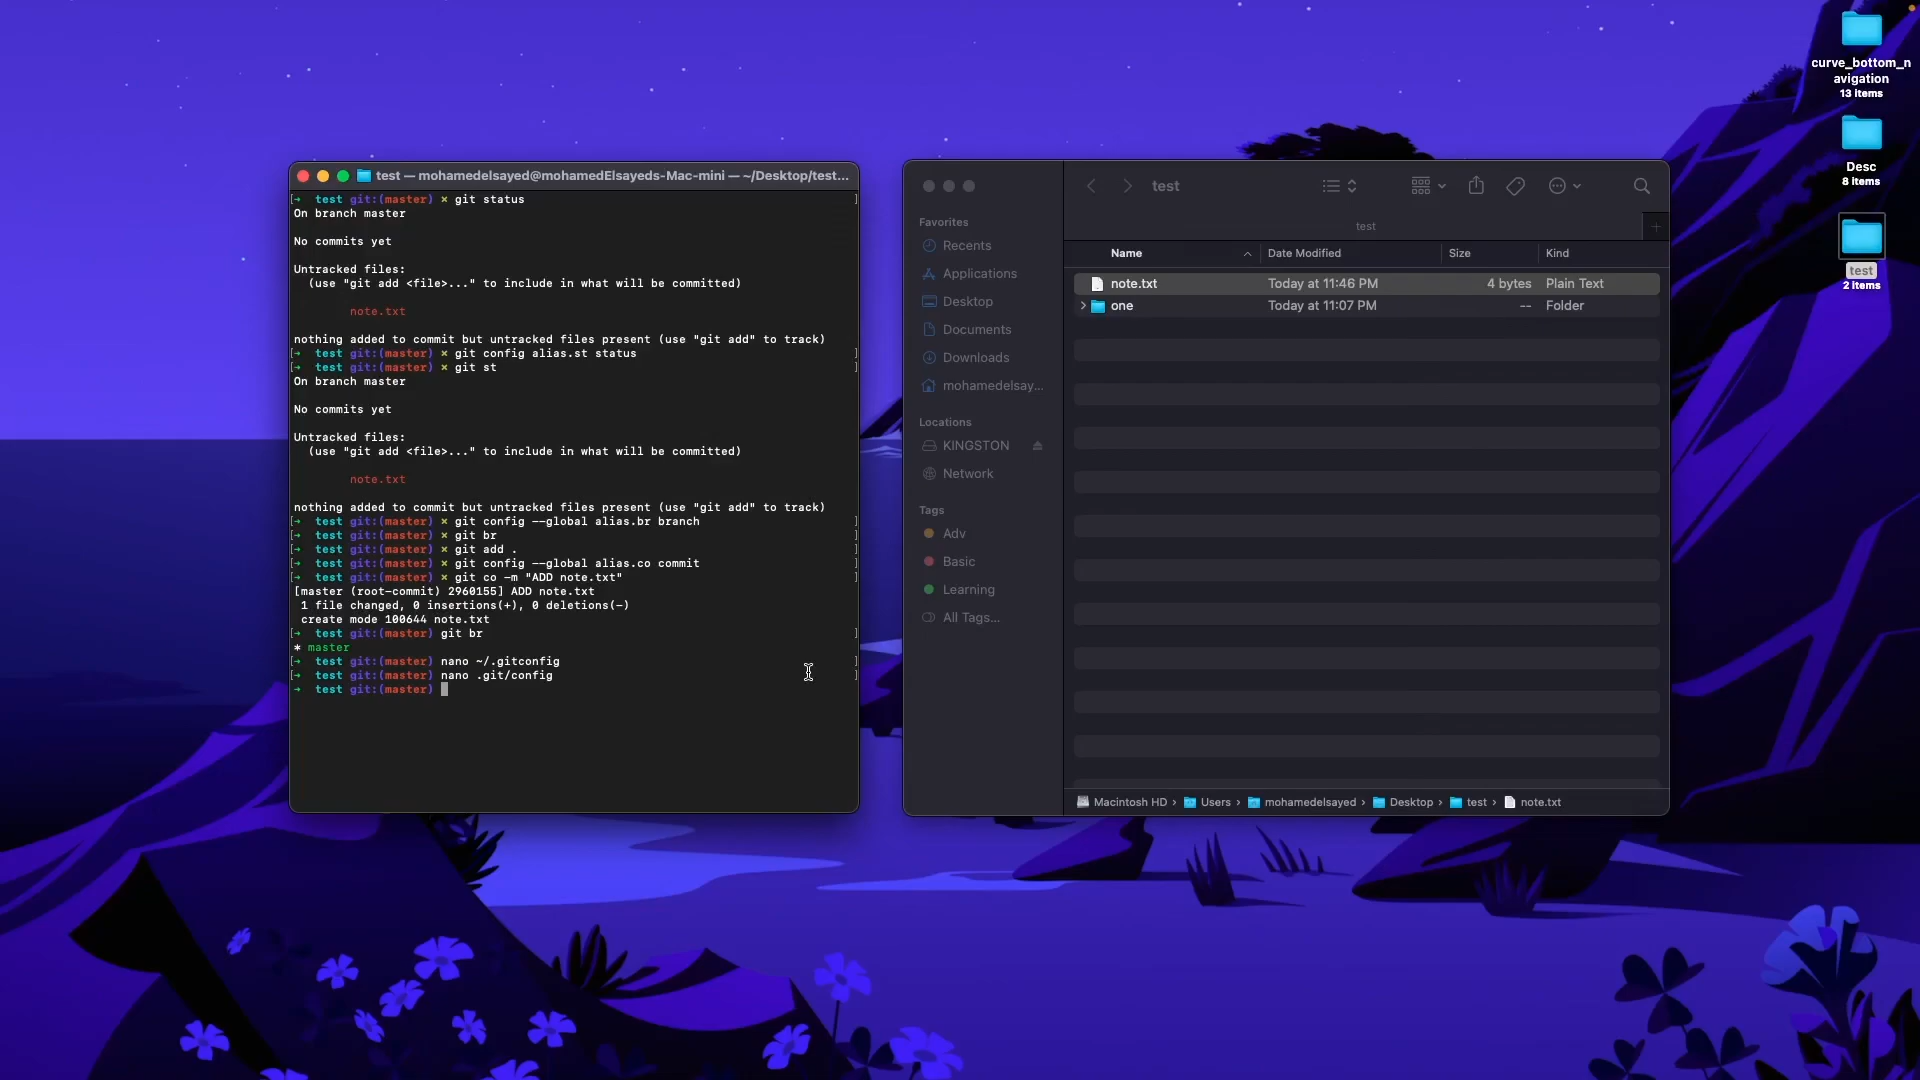 test — mohamedelsayed@mohamedElsayeds-Mac-mini — ~/Desktop/test...
[→ test git:(master) × git status ]
On branch master
No commits yet
Untracked files:
(use "git add <file>..." to include in what will be committed)
note.txt
nothing added to commit but untracked files present (use "git add" to track)
[→ test git:(master) × git config alias.st status ]
[→ test git:(master) × git st ]
On branch master
No commits yet
Untracked files:
(use "git add <file>..." to include in what will be committed)
note.txt
nothing added to commit but untracked files present (use "git add" to track)
[→ test git:(master) × git config --global alias.br branch ]
[→ test git:(master) × git br ]
[→ test git:(master) × git add . ]
[→ test git:(master) × git config --global alias.co commit ]
[→ test git:(master) × git co -m "ADD note.txt" ]
[master (root-commit) 2960155] ADD note.txt
1 file changed, 0 insertions(+), 0 deletions(-)
create mode 100644 note.txt
[→ test git:(master) git br ]
* master
[→ test git:(master) nano ~/.gitconfig ]
[→ test git:(master) nano .git/config ]
→ test git:(master)
test
Favorites
Recents
Applications
Desktop
Documents
Downloads
mohamedelsay...
Locations
KINGSTON
Network
Tags
Adv
Basic
Learning
All Tags...
test
Name Date Modified Size Kind
note.txt Today at 11:46 PM 4 bytes Plain Text
one Today at 11:07 PM -- Folder
Macintosh HD › Users › mohamedelsayed › Desktop › test › note.txt
curve_bottom_n
avigation
13 items
Desc
8 items
test
2 items